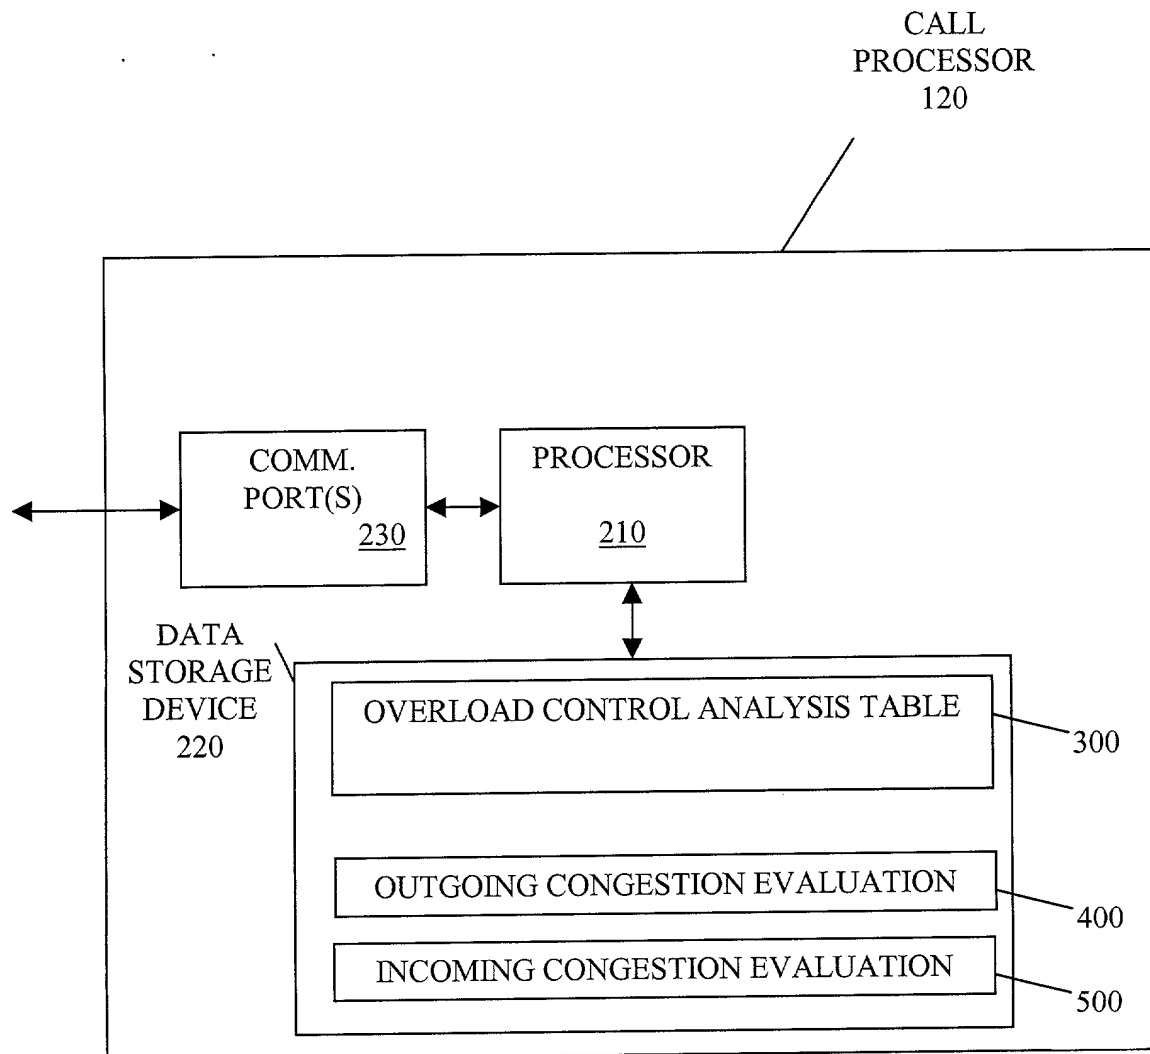 CALL
PROCESSOR
120
COMM.
PORT(S)
230
PROCESSOR
210
DATA
STORAGE
DEVICE
220
OVERLOAD CONTROL ANALYSIS TABLE
300
OUTGOING CONGESTION EVALUATION
400
INCOMING CONGESTION EVALUATION
500